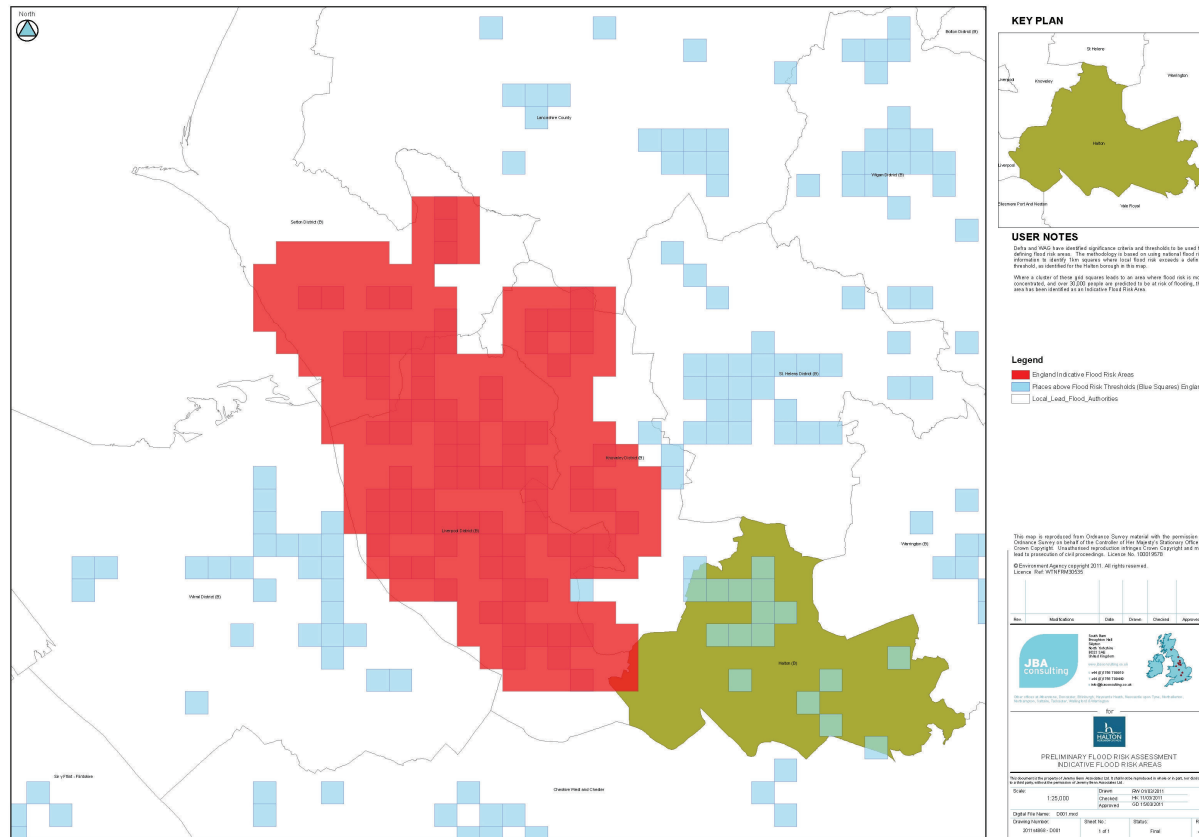 North
Bolton District (B)
Lancashire County
Wigan District (B)
Sefton District (B)
St. Helens District (B)
Knowsley District (B)
Liverpool District (B)
Warrington (B)
Wirral District (B)
Halton (B)
Cheshire West and Chester
KEY PLAN
St Helens
Knowsley
Warrington
Halton
Liverpool
Ellesmere Port And Neston
Vale Royal
USER NOTES
Defra and WAG have identified significance criteria and thresholds to be used
defining flood risk areas. The methodology is based on using national flood
information to identify 1km squares where local flood risk exceeds a
threshold, as identified for the Halton borough in this map.
Where a cluster of these grid squares leads to an area where flood risk is
concentrated, and over 30,000 people are predicted to be at risk of flooding,
area has been identified as an Indicative Flood Risk Area.
Legend
England Indicative Flood Risk Areas
Places above Flood Risk Thresholds (Blue Squares)
Local_Lead_Flood_Authorities
This map is reproduced from Ordnance Survey material with the permission
Ordnance Survey on behalf of the Controller of Her Majesty's Stationary Office
Crown Copyright. Unauthorised reproduction infringes Crown Copyright and
lead to prosecution of civil proceedings. Licence No. 100019678
© Environment Agency copyright 2011. All rights reserved.
Rev. Modifications Date Drawn Checked
JBA
consulting
South Barn
Broughton Hall
Skipton
North Yorkshire
United Kingdom
for
HALTON
PRELIMINARY FLOOD RISK ASSESSMENT
INDICATIVE FLOOD RISK AREAS
Scale: 1:25,000
Drawn
Checked
Approved
Digital File Name: D001.mxd
Drawing Number: Sheet No.: Status:
1 of 1 Final